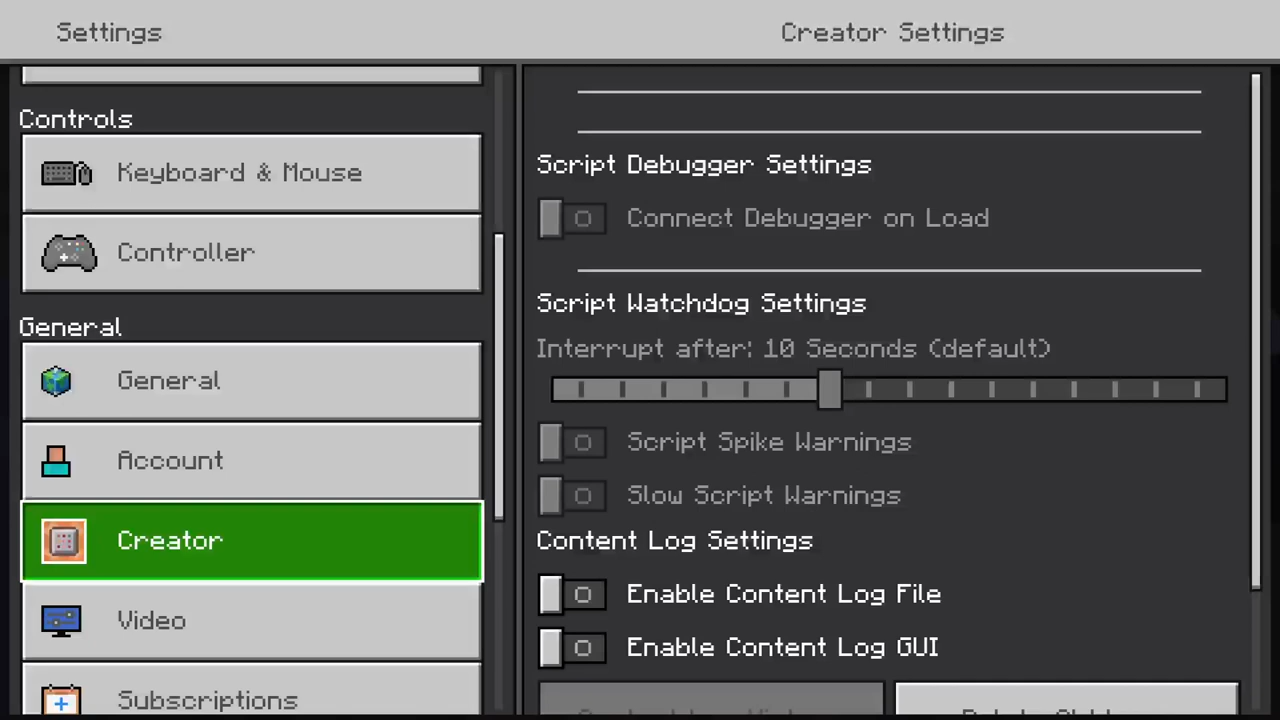 Settings
Creator Settings
Controls
Keyboard & Mouse
Controller
General
General
Account
Creator
Video
Subscriptions
Script Debugger Settings
Connect Debugger on Load
Script Watchdog Settings
Interrupt after: 10 Seconds (default)
Script Spike Warnings
Slow Script Warnings
Content Log Settings
Enable Content Log File
Enable Content Log GUI